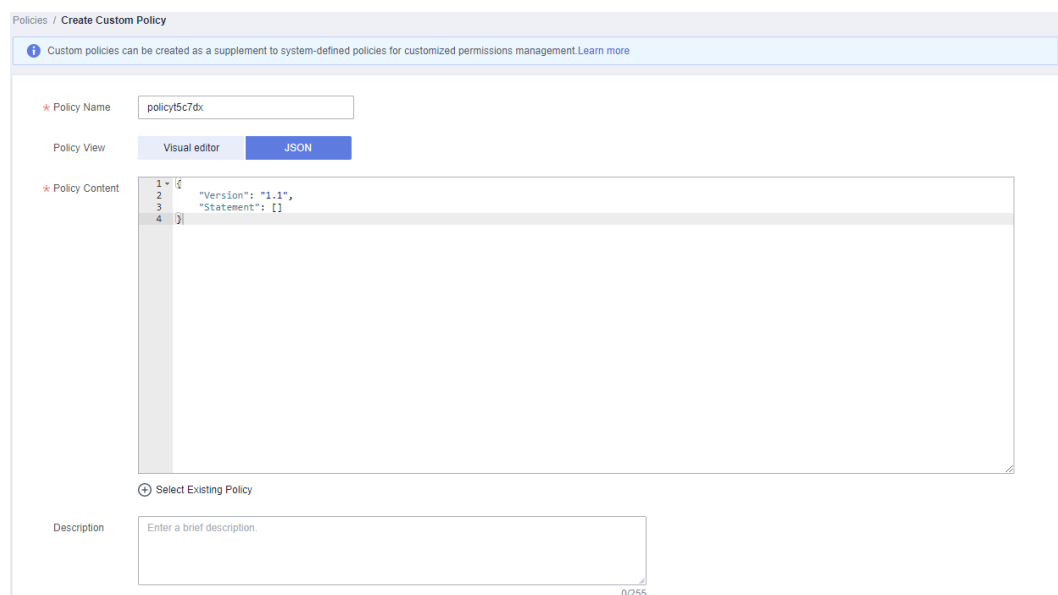 Policies / Create Custom Policy
Custom policies can be created as a supplement to system-defined policies for customized permissions management.Learn more
* Policy Name policyt5c7dx
Policy View Visual editor JSON
* Policy Content
1 {
2 "Version": "1.1",
3 "Statement": []
4 }
Select Existing Policy
Description Enter a brief description.
0/255